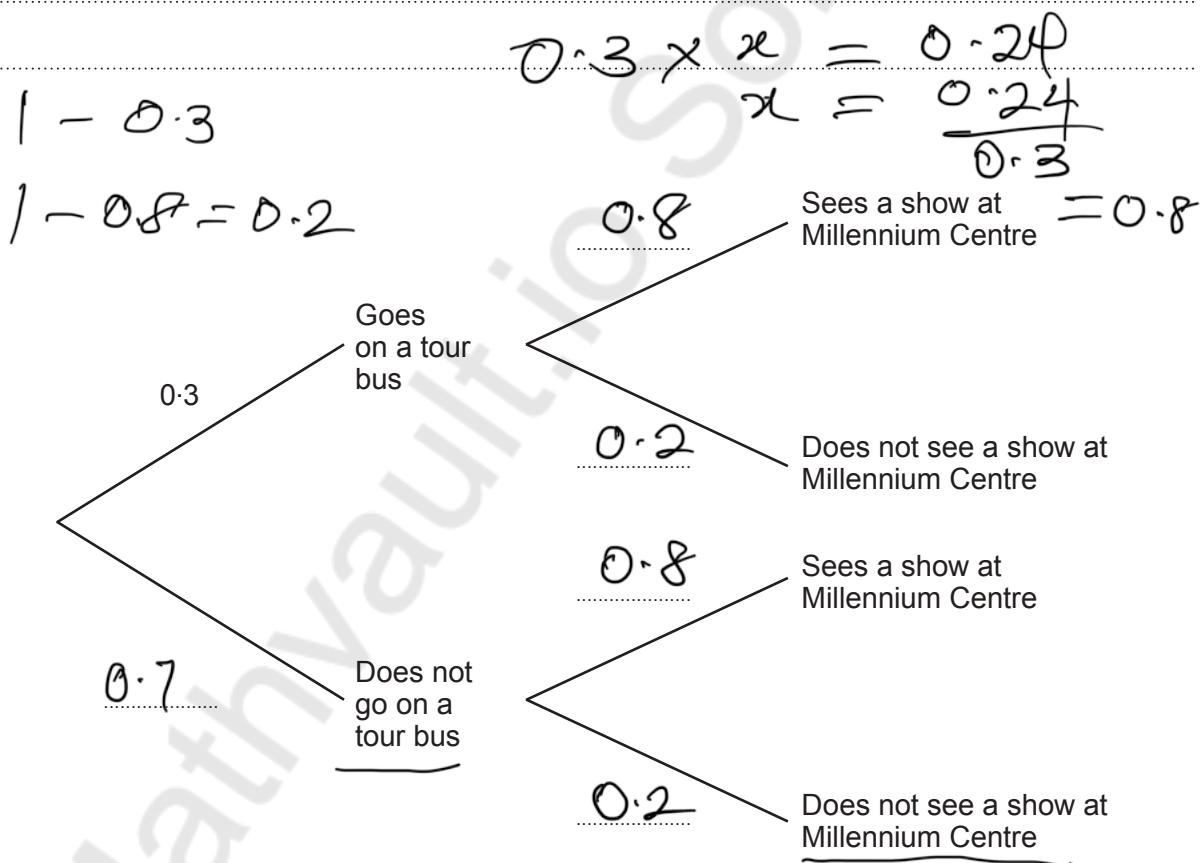 0.3 × x = 0.24
x = 0.24
0.3
= 0.8
1 - 0.3
1 - 0.8 = 0.2
0.8
Sees a show at
Millennium Centre
Goes
on a tour
bus
0·3
0.2
Does not see a show at
Millennium Centre
0.8
Sees a show at
Millennium Centre
0.7
Does not
go on a
tour bus
0.2
Does not see a show at
Millennium Centre